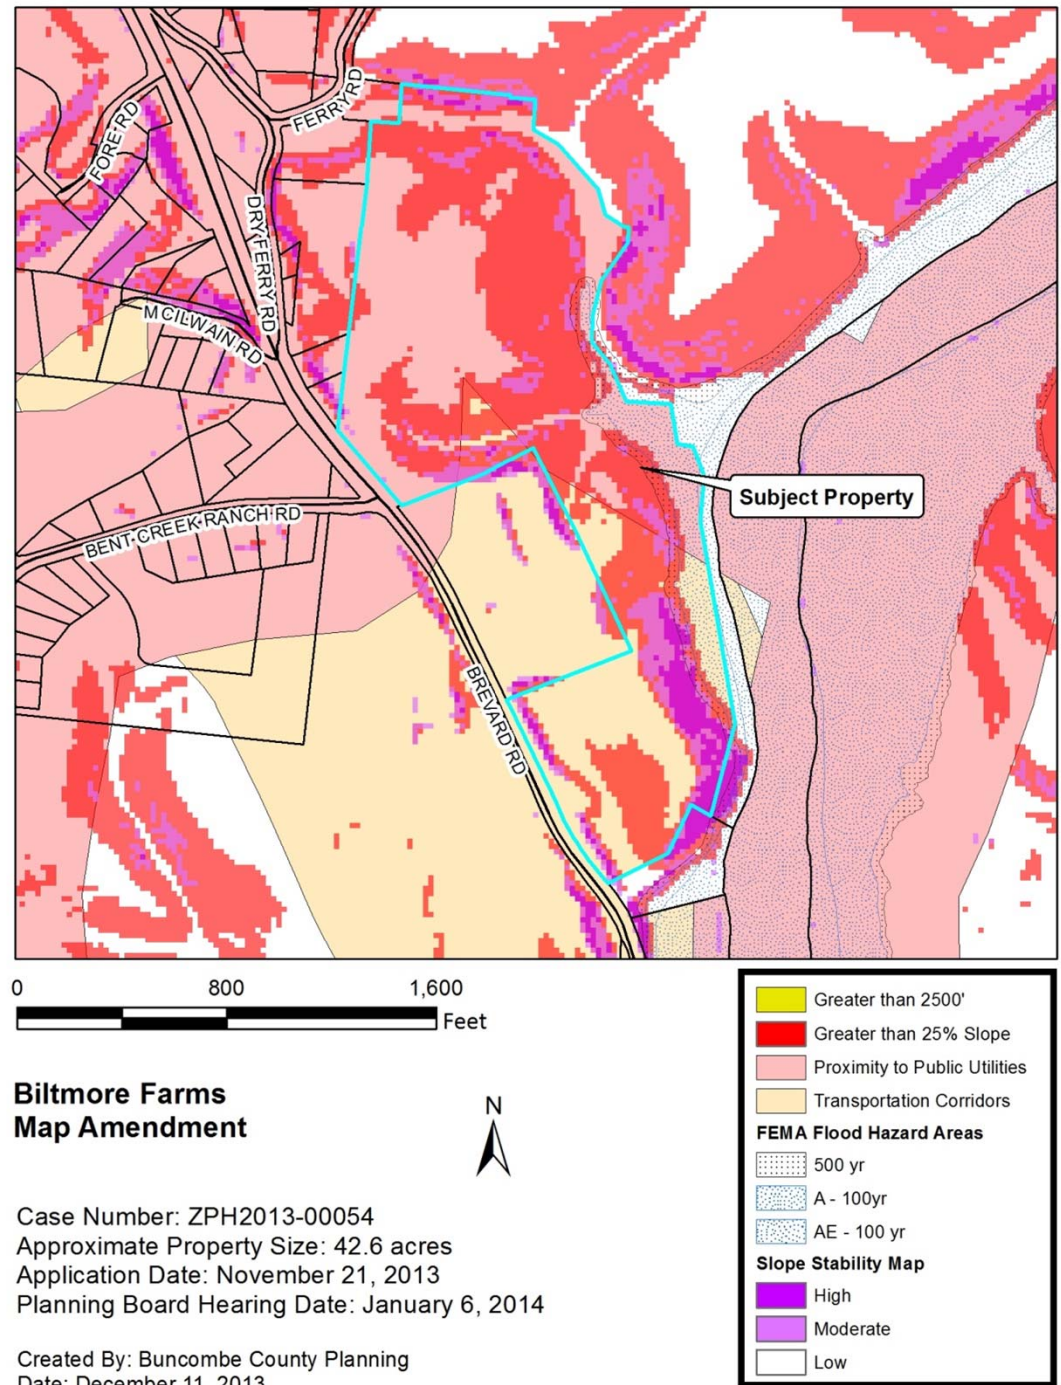 FORE RD
FERRY RD
DRY FERRY RD
MCILWAIN RD
BENT CREEK RANCH RD
BREVARD RD
Subject Property
0 800 1,600
Feet
Biltmore Farms
Map Amendment
N
Case Number: ZPH2013-00054
Approximate Property Size: 42.6 acres
Application Date: November 21, 2013
Planning Board Hearing Date: January 6, 2014
Created By: Buncombe County Planning
Date: December 11, 2013
Greater than 2500'
Greater than 25% Slope
Proximity to Public Utilities
Transportation Corridors
FEMA Flood Hazard Areas
500 yr
A - 100yr
AE - 100 yr
Slope Stability Map
High
Moderate
Low